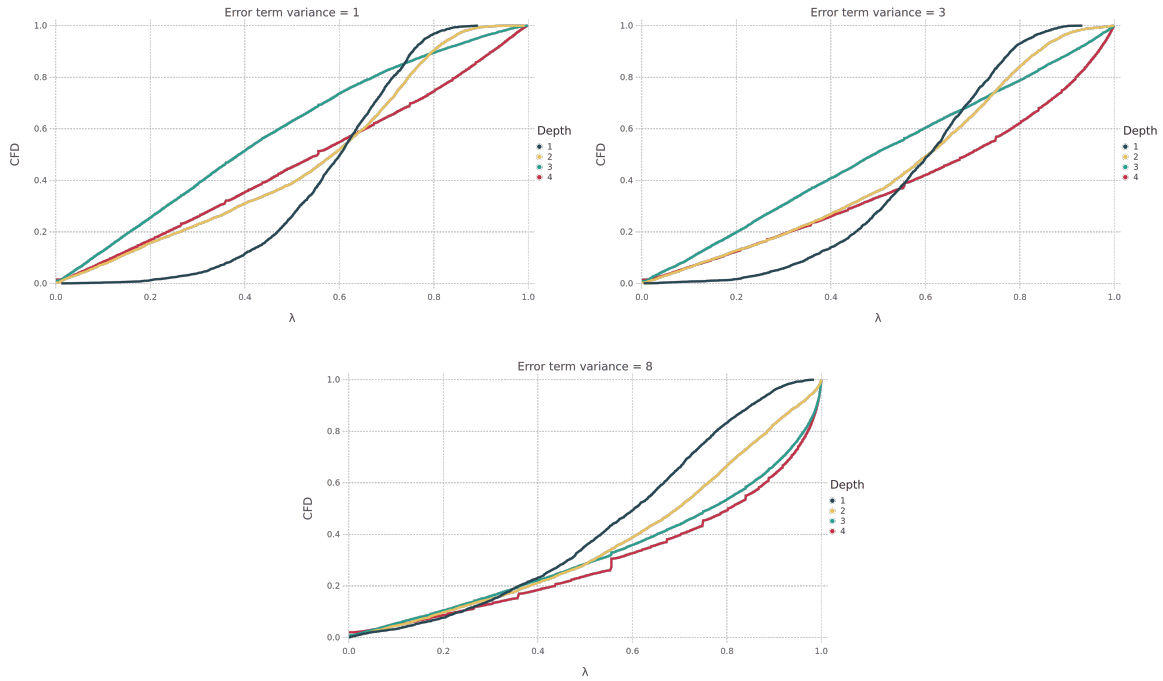 Error term variance = 1
CFD
1.0
0.8
0.6
0.4
0.2
0.0
0.0 0.2 0.4 0.6 0.8 1.0
λ
Depth
1
2
3
4
Error term variance = 3
CFD
1.0
0.8
0.6
0.4
0.2
0.0
0.0 0.2 0.4 0.6 0.8 1.0
λ
Depth
1
2
3
4
Error term variance = 8
CFD
1.0
0.8
0.6
0.4
0.2
0.0
0.0 0.2 0.4 0.6 0.8 1.0
λ
Depth
1
2
3
4